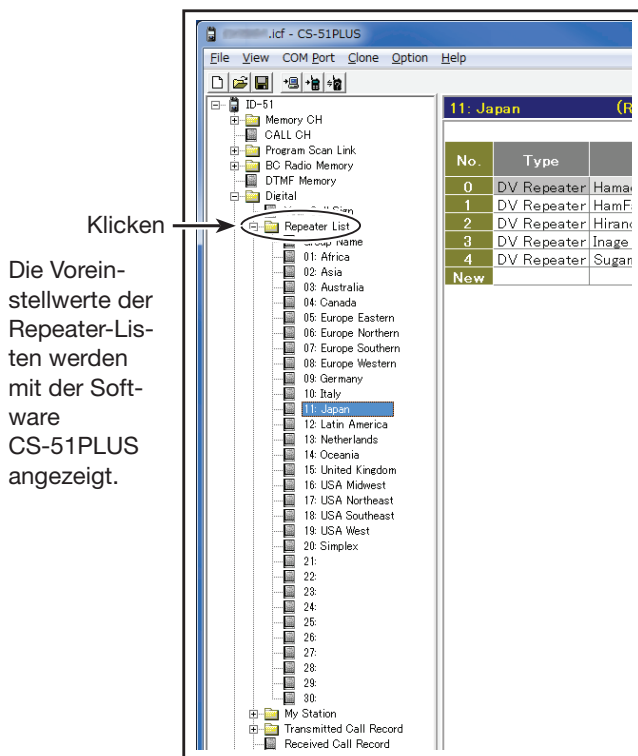 .icf - CS-51PLUS
File View COM Port Clone Option Help
ID-51
Memory CH
CALL CH
Program Scan Link
BC Radio Memory
DTMF Memory
Digital
Repeater List
Group Name
01: Africa
02: Asia
03: Australia
04: Canada
05: Europe Eastern
06: Europe Northern
07: Europe Southern
08: Europe Western
09: Germany
10: Italy
11: Japan
12: Latin America
13: Netherlands
14: Oceania
15: United Kingdom
16: USA Midwest
17: USA Northeast
18: USA Southeast
19: USA West
20: Simplex
21:
22:
23:
24:
25:
26:
27:
28:
29:
30:
My Station
Transmitted Call Record
Received Call Record
11: Japan (R
No. Type
0 DV Repeater Hama
1 DV Repeater HamF
2 DV Repeater Hiran
3 DV Repeater Inage
4 DV Repeater Sugar
New
Klicken
Die Vorein-
stellwerte der
Repeater-Lis-
ten werden
mit der Soft-
ware
CS-51PLUS
angezeigt.